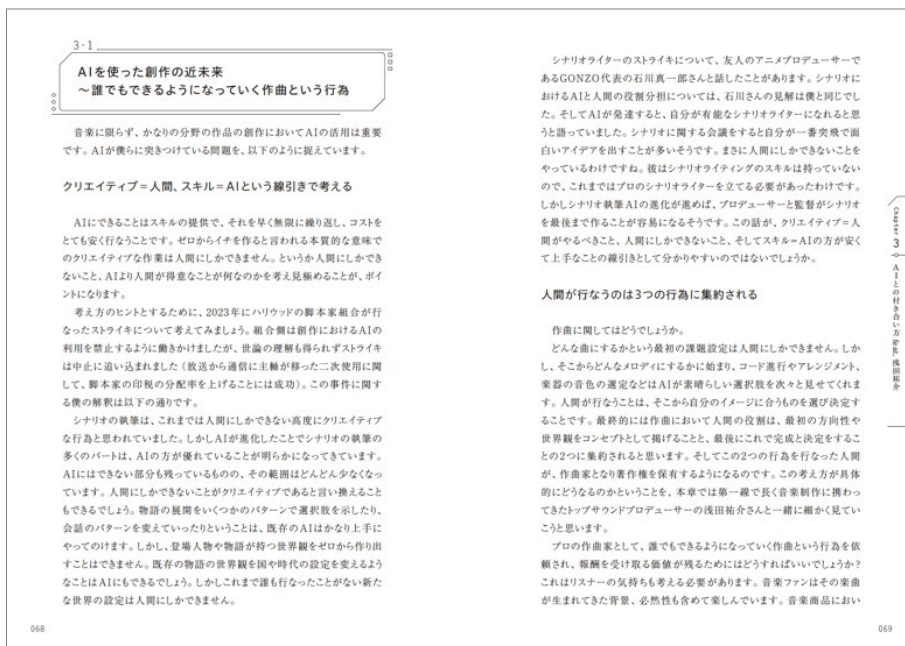 3-1
AIを使った創作の近未来
〜誰でもできるようになっていく作曲という行為
音楽に限らず、かなりの分野の作品の創作においてAIの活用は重要
です。AIが僕らに突きつけている問題を、以下のように捉えています。
クリエイティブ=人間、スキル=AIという線引きで考える
AIにできることはスキルの提供で、それを早く無限に繰り返し、コストを
とても安く行なうことです。ゼロからイチを作ると言われる本質的な意味で
のクリエイティブな作業は人間にしかできません。というか人間にしかでき
ないこと、AIより人間が得意なことが何なのかを考え見極めることが、ポイ
ントになります。
考え方のヒントとするために、2023年にハリウッドの脚本家組合が行
なったストライキについて考えてみましょう。組合側は創作におけるAIの
利用を禁止するように働きかけましたが、世論の理解も得られずストライキ
は中止に追い込まれました（放送から通信に主軸が移った二次使用に関
して、脚本家の印税の分配率を上げることには成功）。この事件に関す
る僕の解釈は以下の通りです。
シナリオの執筆は、これまでは人間にしかできない高度にクリエイティブ
な行為と思われていました。しかしAIが進化したことでシナリオの執筆の
多くのパートは、AIの方が優れていることが明らかになってきています。
AIにはできない部分も残っているものの、その範囲はどんどん少なくなっ
ています。人間にしかできないことがクリエイティブであると言い換えること
もできるでしょう。物語の展開をいくつかのパターンで選択肢を示したり、
会話のパターンを変えていったりということは、既存のAIはかなり上手に
やってのけます。しかし、登場人物や物語が持つ世界観をゼロから作り出
すことはできません。既存の物語の世界観を国や時代の設定を変えるよう
なことはAIにもできるでしょう。しかしこれまで誰も行なったことがない新た
な世界の設定は人間にしかできません。
068
シナリオライターのストライキについて、友人のアニメプロデューサーで
あるGONZO代表の石川真一郎さんと話したことがあります。シナリオに
おけるAIと人間の役割分担については、石川さんの見解は僕と同じでし
た。そしてAIが発達すると、自分が有能なシナリオライターになれると思
うと語っていました。シナリオに関する会議をすると自分が一番突飛で面
白いアイデアを出すことが多いそうです。まさに人間にしかできないことを
やっているわけですね。彼はシナリオライティングのスキルは持っていない
ので、これまではプロのシナリオライターを立てる必要があったわけです。
しかしシナリオ執筆AIの進化が進めば、プロデューサーと監督がシナリオ
を最後まで作ることが容易になるそうです。この話が、クリエイティブ=人
間がやるべきこと、人間にしかできないこと、そしてスキル=AIの方が安く
て上手なことの線引きとして分かりやすいのではないでしょうか。
人間が行なうのは3つの行為に集約される
作曲に関してはどうでしょうか。
どんな曲にするかという最初の課題設定は人間にしかできません。しか
し、そこからどんなメロディにするかに始まり、コード進行やアレンジメント、
楽器の音色の選定などはAIが素晴らしい選択肢を次々と見せてくれま
す。人間が行なうことは、そこから自分のイメージに合うものを選び決定す
ることです。最終的には作曲において人間の役割は、最初の方向性や
世界観をコンセプトとして掲げることと、最後にこれで完成と決定をするこ
との2つに集約されると思います。そしてこの2つの行為を行なった人間
が、作曲家となり著作権を保有するようになるのです。この考え方が具体
的にどうなるのかということを、本章では第一線で長く音楽制作に携わっ
てきたトップサウンドプロデューサーの浅田祐介さんと一緒に細かく見てい
こうと思います。
プロの作曲家として、誰でもできるようになっていく作曲という行為を依
頼され、報酬を受け取る価値が残るためにはどうすればいいでしょうか？
これはリスナーの気持ちも考える必要があります。音楽ファンはその楽曲
が生まれてきた背景、必然性も含めて楽しんでいます。音楽商品におい
Chapter 3
AIとの付き合い方 浅田祐介
069